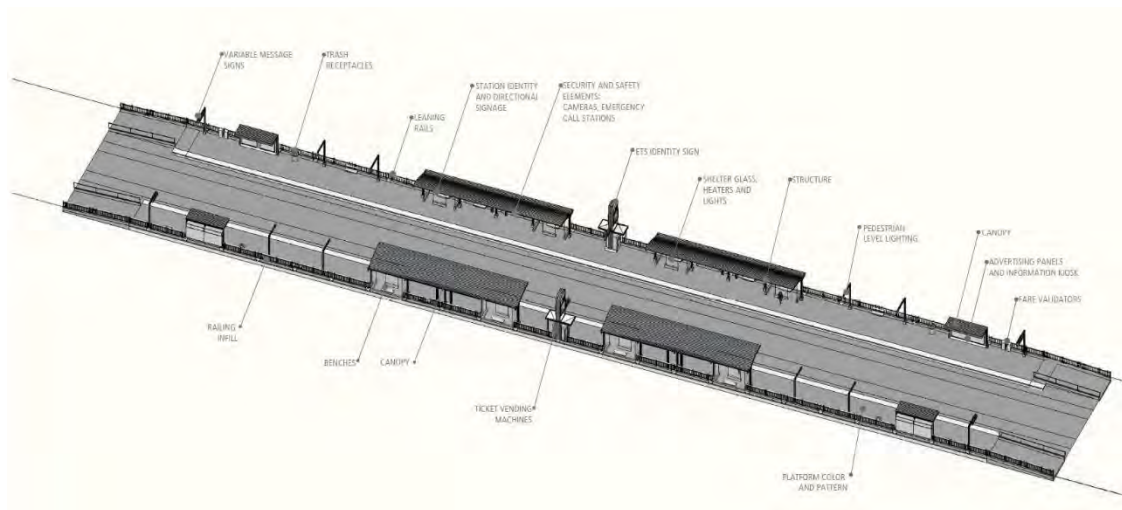 VARIABLE MESSAGE
SIGNS
TRASH
RECEPTACLES
STATION IDENTITY
AND DIRECTIONAL
SIGNAGE
SECURITY AND SAFETY
ELEMENTS:
CAMERAS, EMERGENCY
CALL STATIONS
LEANING
RAILS
ETS IDENTITY SIGN
SHELTER GLASS,
HEATERS AND
LIGHTS
STRUCTURE
PEDESTRIAN
LEVEL LIGHTING
CANOPY
ADVERTISING PANELS
AND INFORMATION KIOSK
FARE VALIDATORS
RAILING
INFILL
BENCHES
CANOPY
TICKET VENDING
MACHINES
PLATFORM COLOR
AND PATTERN